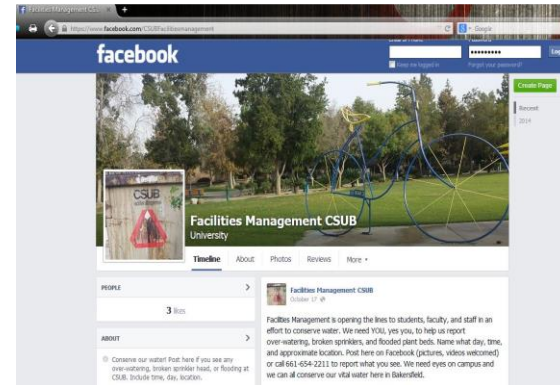 Facilities Management CSU...
https://www.facebook.com/CSUBFacilitiesmanagement
Google
facebook
Keep me logged in
Forgot your password?
Log
Create Page
Recent
2014
CSUB
Facilities Management CSUB
University
Timeline
About
Photos
Reviews
More
PEOPLE
3 likes
ABOUT
Conserve our water! Post here if you see any
over-watering, broken sprinkler head, or flooding at
CSUB. Include time, day, location.
Facilities Management CSUB
October 17
Facilities Management is opening the lines to students, faculty, and staff in an
effort to conserve water. We need YOU, yes you, to help us report
over-watering, broken sprinklers, and flooded plant beds. Name what day, time,
and approximate location. Post here on Facebook (pictures, videos welcomed)
or call 661-654-2211 to report what you see. We need eyes on campus and
we can all conserve our vital water here in Bakersfield.